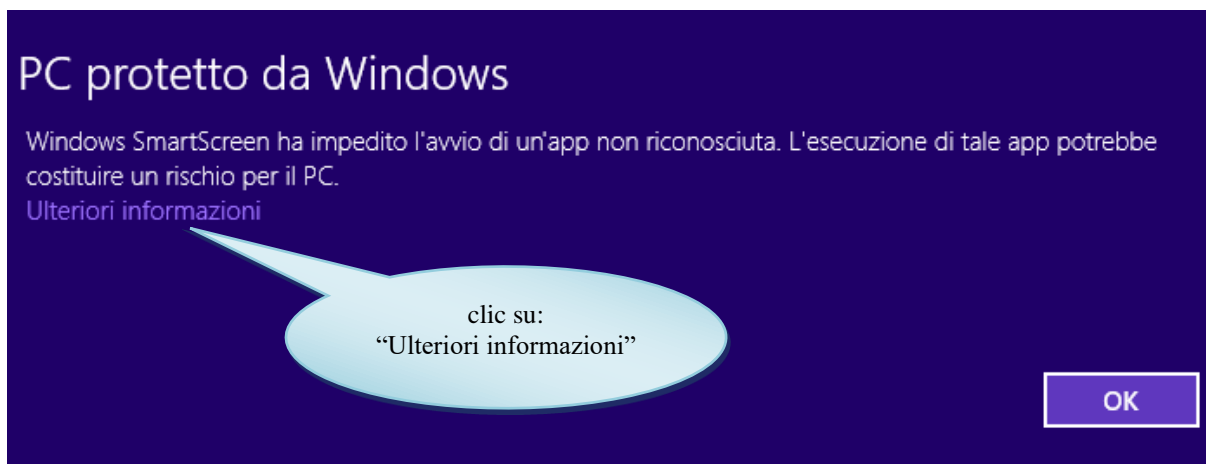 PC protetto da Windows
Windows SmartScreen ha impedito l'avvio di un'app non riconosciuta. L'esecuzione di tale app potrebbe
costituire un rischio per il PC.
Ulteriori informazioni
clic su:
“Ulteriori informazioni”
OK